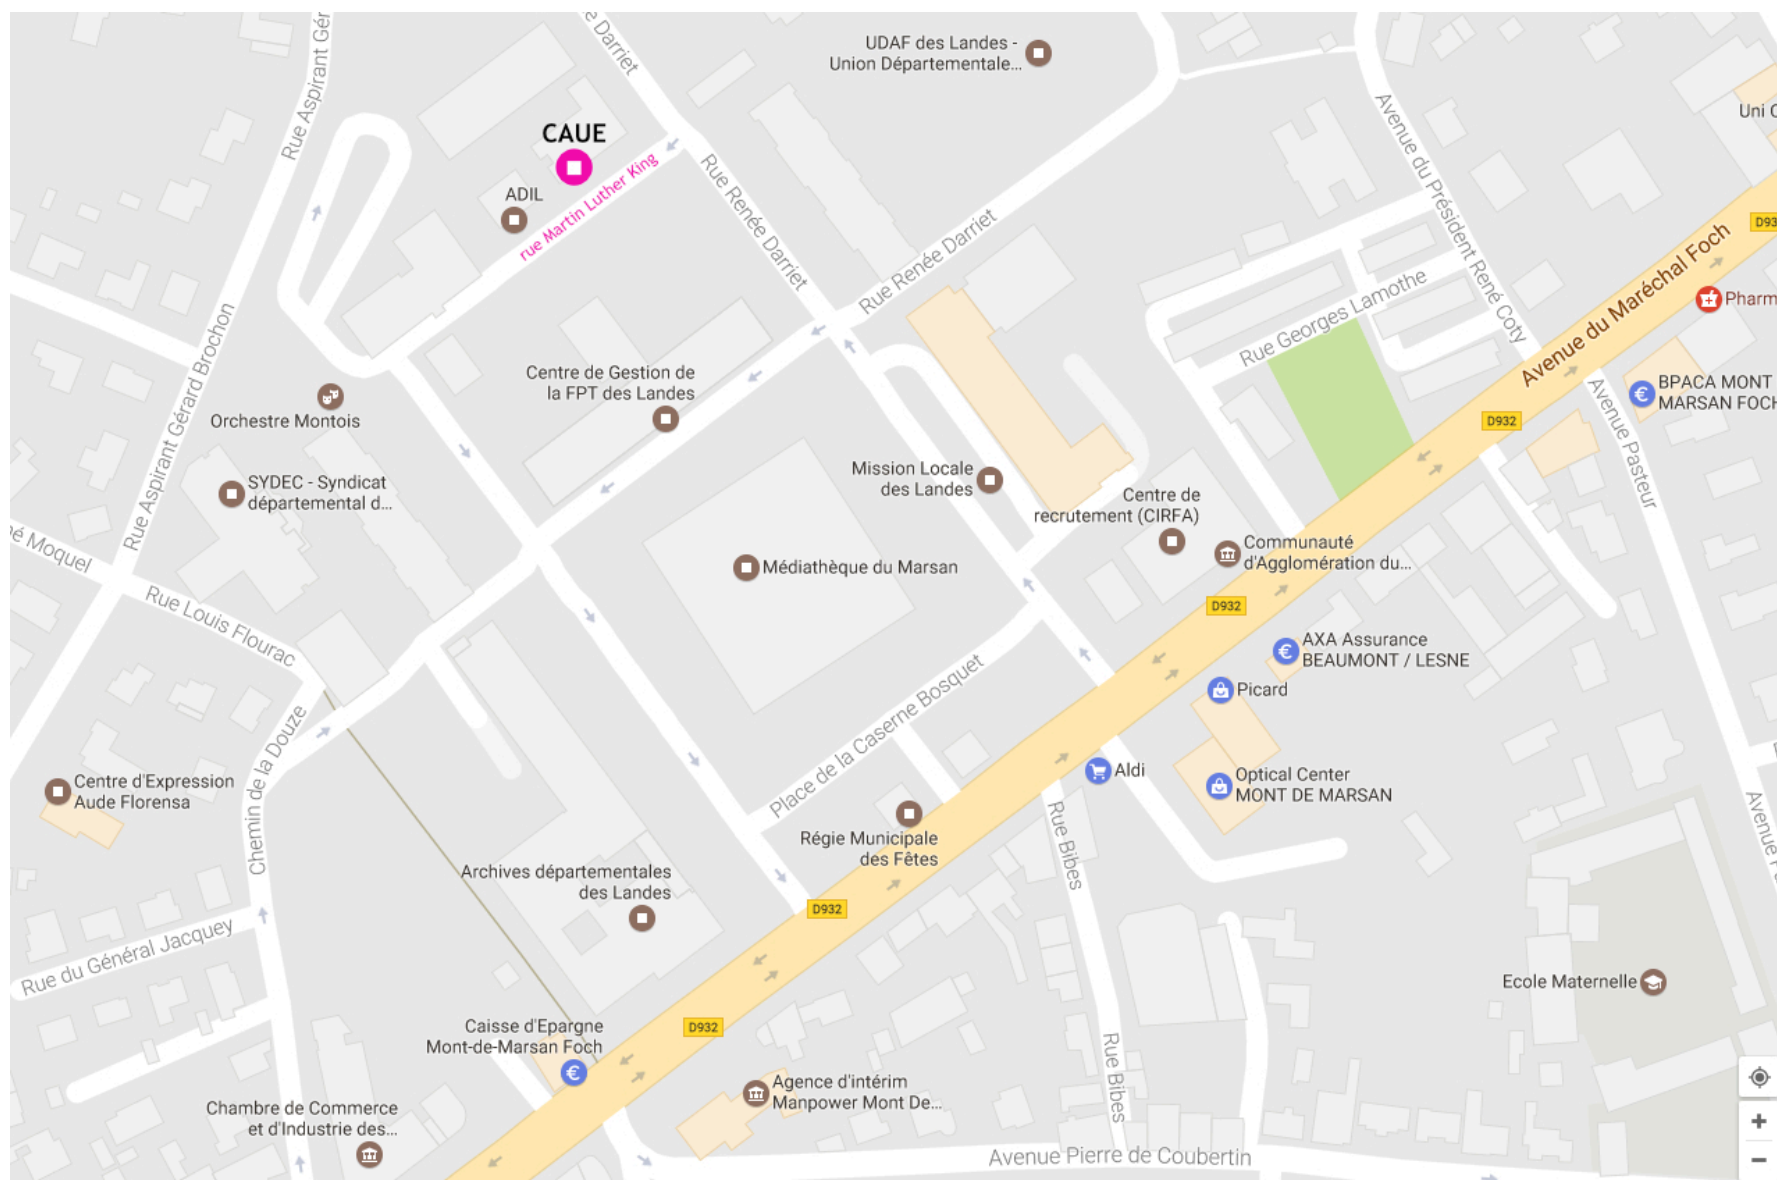 Rue Aspirant Gér
e Darriet
UDAF des Landes -
Union Départementale...
Uni C
CAUE
ADIL
rue Martin Luther King
Rue Renée Darriet
Rue Renée Darriet
Avenue du Président René Coty
D93
Avenue du Maréchal Foch
Pharm
Rue Georges Lamothe
Rue Aspirant Gérard Brochon
Centre de Gestion de
la FPT des Landes
Orchestre Montois
BPACA MONT
MARSAN FOCH
D932
Avenue Pasteur
SYDEC - Syndicat
départemental d...
Mission Locale
des Landes
Centre de
recrutement (CIRFA)
é Moquel
Communauté
d'Agglomération du...
Médiathèque du Marsan
Rue Louis Flourac
D932
AXA Assurance
BEAUMONT / LESNE
Picard
Place de la Caserne Bosquet
Chemin de la Douze
Centre d'Expression
Aude Florensa
Aldi
Optical Center
MONT DE MARSAN
Rue Bibes
Régie Municipale
des Fêtes
Archives départementales
des Landes
D932
Rue du Général Jacquey
Ecole Maternelle
D932
Caisse d'Epargne
Mont-de-Marsan Foch
Rue Bibes
Agence d'intérim
Manpower Mont De...
Chambre de Commerce
et d'Industrie des...
Avenue Pierre de Coubertin